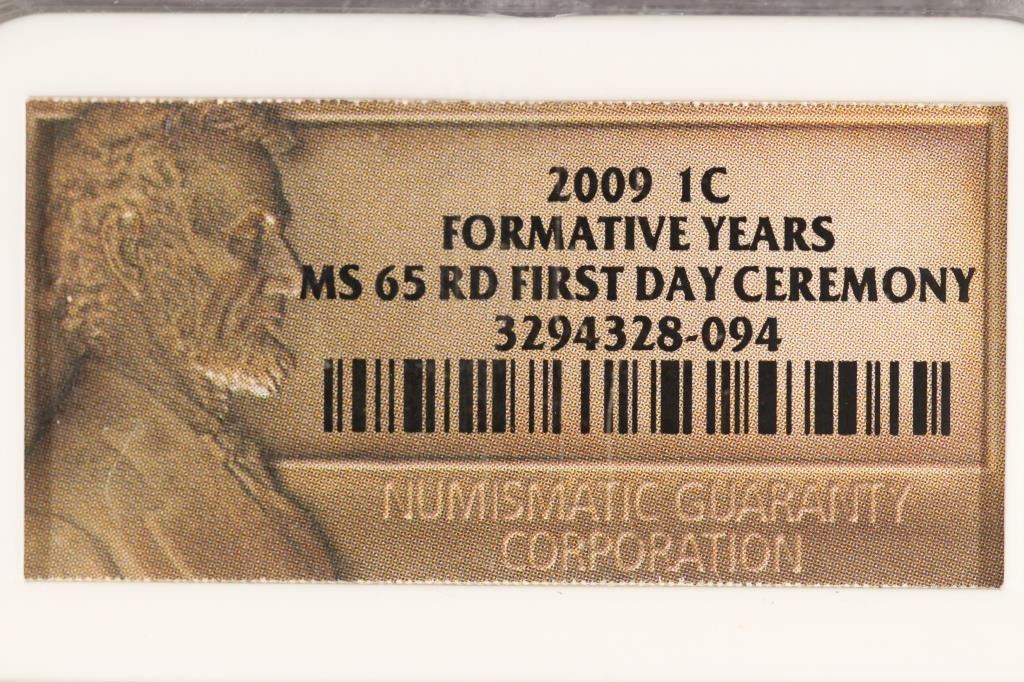 2009 1C
FORMATIVE YEARS
MS 65 RD FIRST DAY CEREMONY
3294328-094
NUMISMATIC GUARANTY
CORPORATION